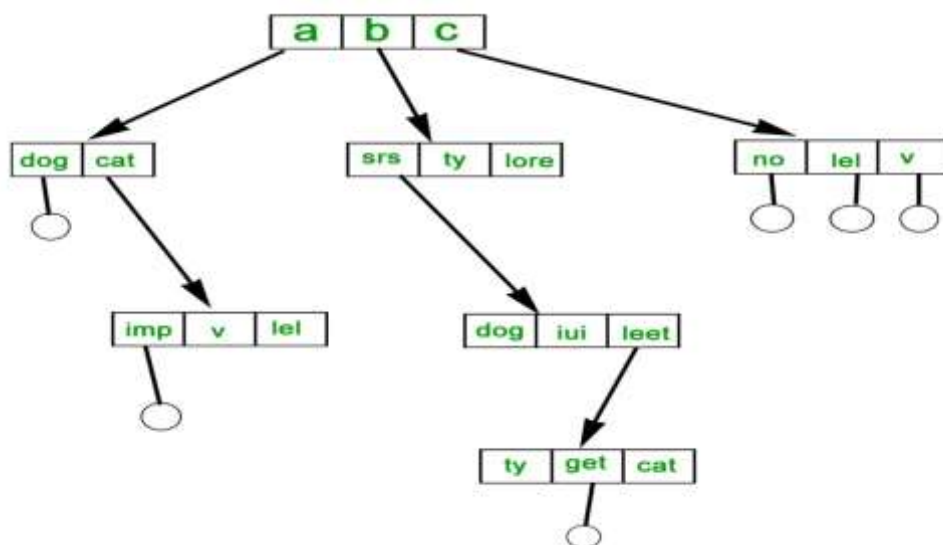 a b c
dog cat
srs ty lore
no lel v
imp v lel
dog iui leet
ty get cat